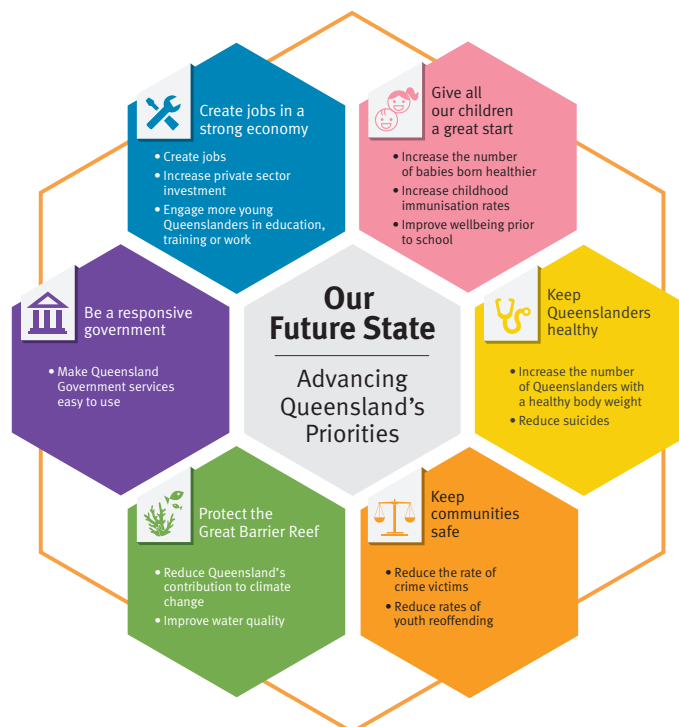 Create jobs in a
strong economy
• Create jobs
• Increase private sector
investment
• Engage more young
Queenslanders in education,
training or work
Give all
our children
a great start
• Increase the number
of babies born healthier
• Increase childhood
immunisation rates
• Improve wellbeing prior
to school
Be a responsive
government
• Make Queensland
Government services
easy to use
Our
Future State
Advancing
Queensland's
Priorities
Keep
Queenslanders
healthy
• Increase the number
of Queenslanders with
a healthy body weight
• Reduce suicides
Protect the
Great Barrier Reef
• Reduce Queensland's
contribution to climate
change
• Improve water quality
Keep
communities
safe
• Reduce the rate of
crime victims
• Reduce rates of
youth reoffending